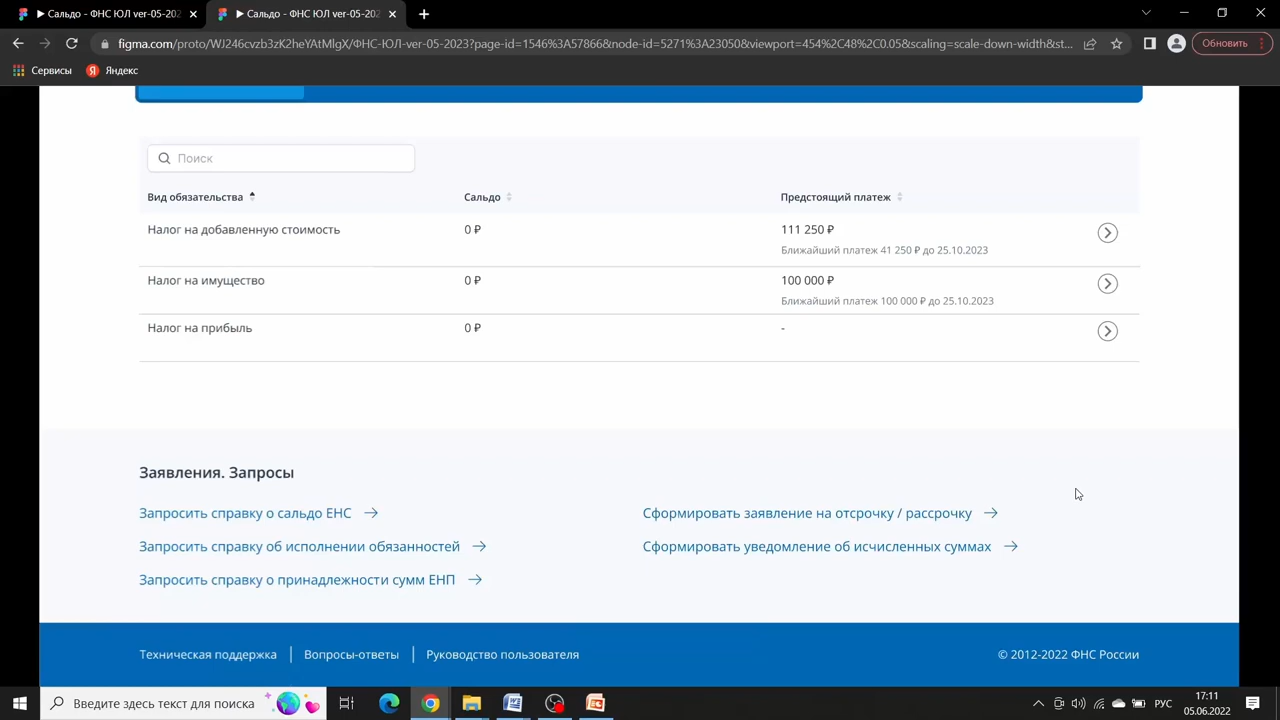 ▶ Сальдо - ФНС ЮЛ ver-05-202
▶ Сальдо - ФНС ЮЛ ver-05-202
figma.com/proto/WJ246cvzb3zK2heYAtMlgX/ФНС-ЮЛ-ver-05-2023?page-id=1546%3A57866&node-id=5271%3A23050&viewport=454%2C48%2C0.05&scaling=scale-down-width&st...
Обновить
Сервисы
Яндекс
Поиск
Вид обязательства Сальдо Предстоящий платеж
Налог на добавленную стоимость 0 ₽ 111 250 ₽
Ближайший платеж 41 250 ₽ до 25.10.2023
Налог на имущество 0 ₽ 100 000 ₽
Ближайший платеж 100 000 ₽ до 25.10.2023
Налог на прибыль 0 ₽ -
Заявления. Запросы
Запросить справку о сальдо ЕНС → Сформировать заявление на отсрочку / рассрочку →
Запросить справку об исполнении обязанностей → Сформировать уведомление об исчисленных суммах →
Запросить справку о принадлежности сумм ЕНП →
Техническая поддержка | Вопросы-ответы | Руководство пользователя © 2012-2022 ФНС России
Введите здесь текст для поиска
РУС
17:11
05.06.2022